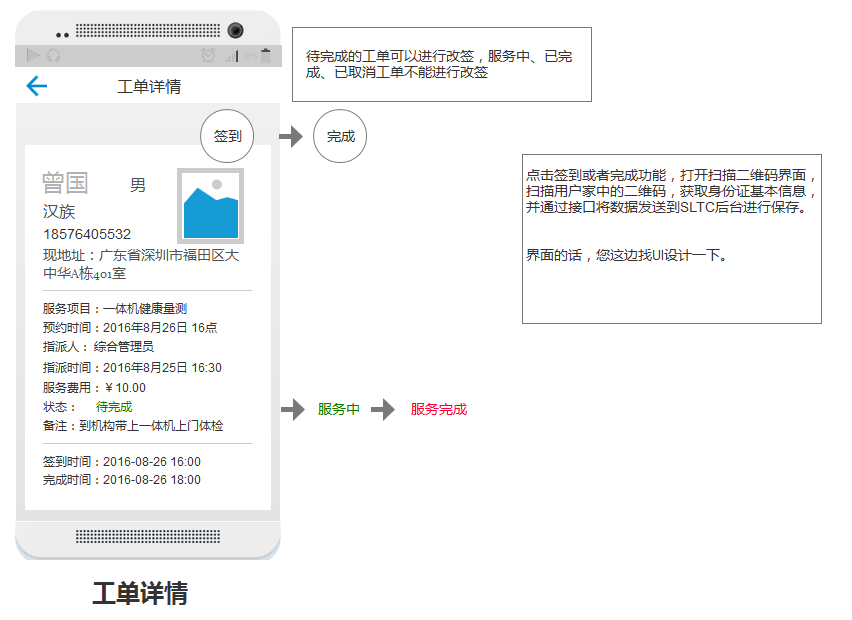 待完成的工单可以进行改签，服务中、已完
成、已取消工单不能进行改签
工单详情
签到
完成
点击签到或者完成功能，打开扫描二维码界面，
扫描用户家中的二维码，获取身份证基本信息，
并通过接口将数据发送到SLTC后台进行保存。
界面的话，您这边找UI设计一下。
曾国
男
汉族
18576405532
现地址：广东省深圳市福田区大
中华A栋401室
服务项目：一体机健康量测
预约时间：2016年8月26日 16点
指派人： 综合管理员
指派时间：2016年8月25日 16:30
服务费用：￥10.00
状态： 待完成
服务中
服务完成
备注：到机构带上一体机上门体检
签到时间：2016-08-26 16:00
完成时间：2016-08-26 18:00
工单详情